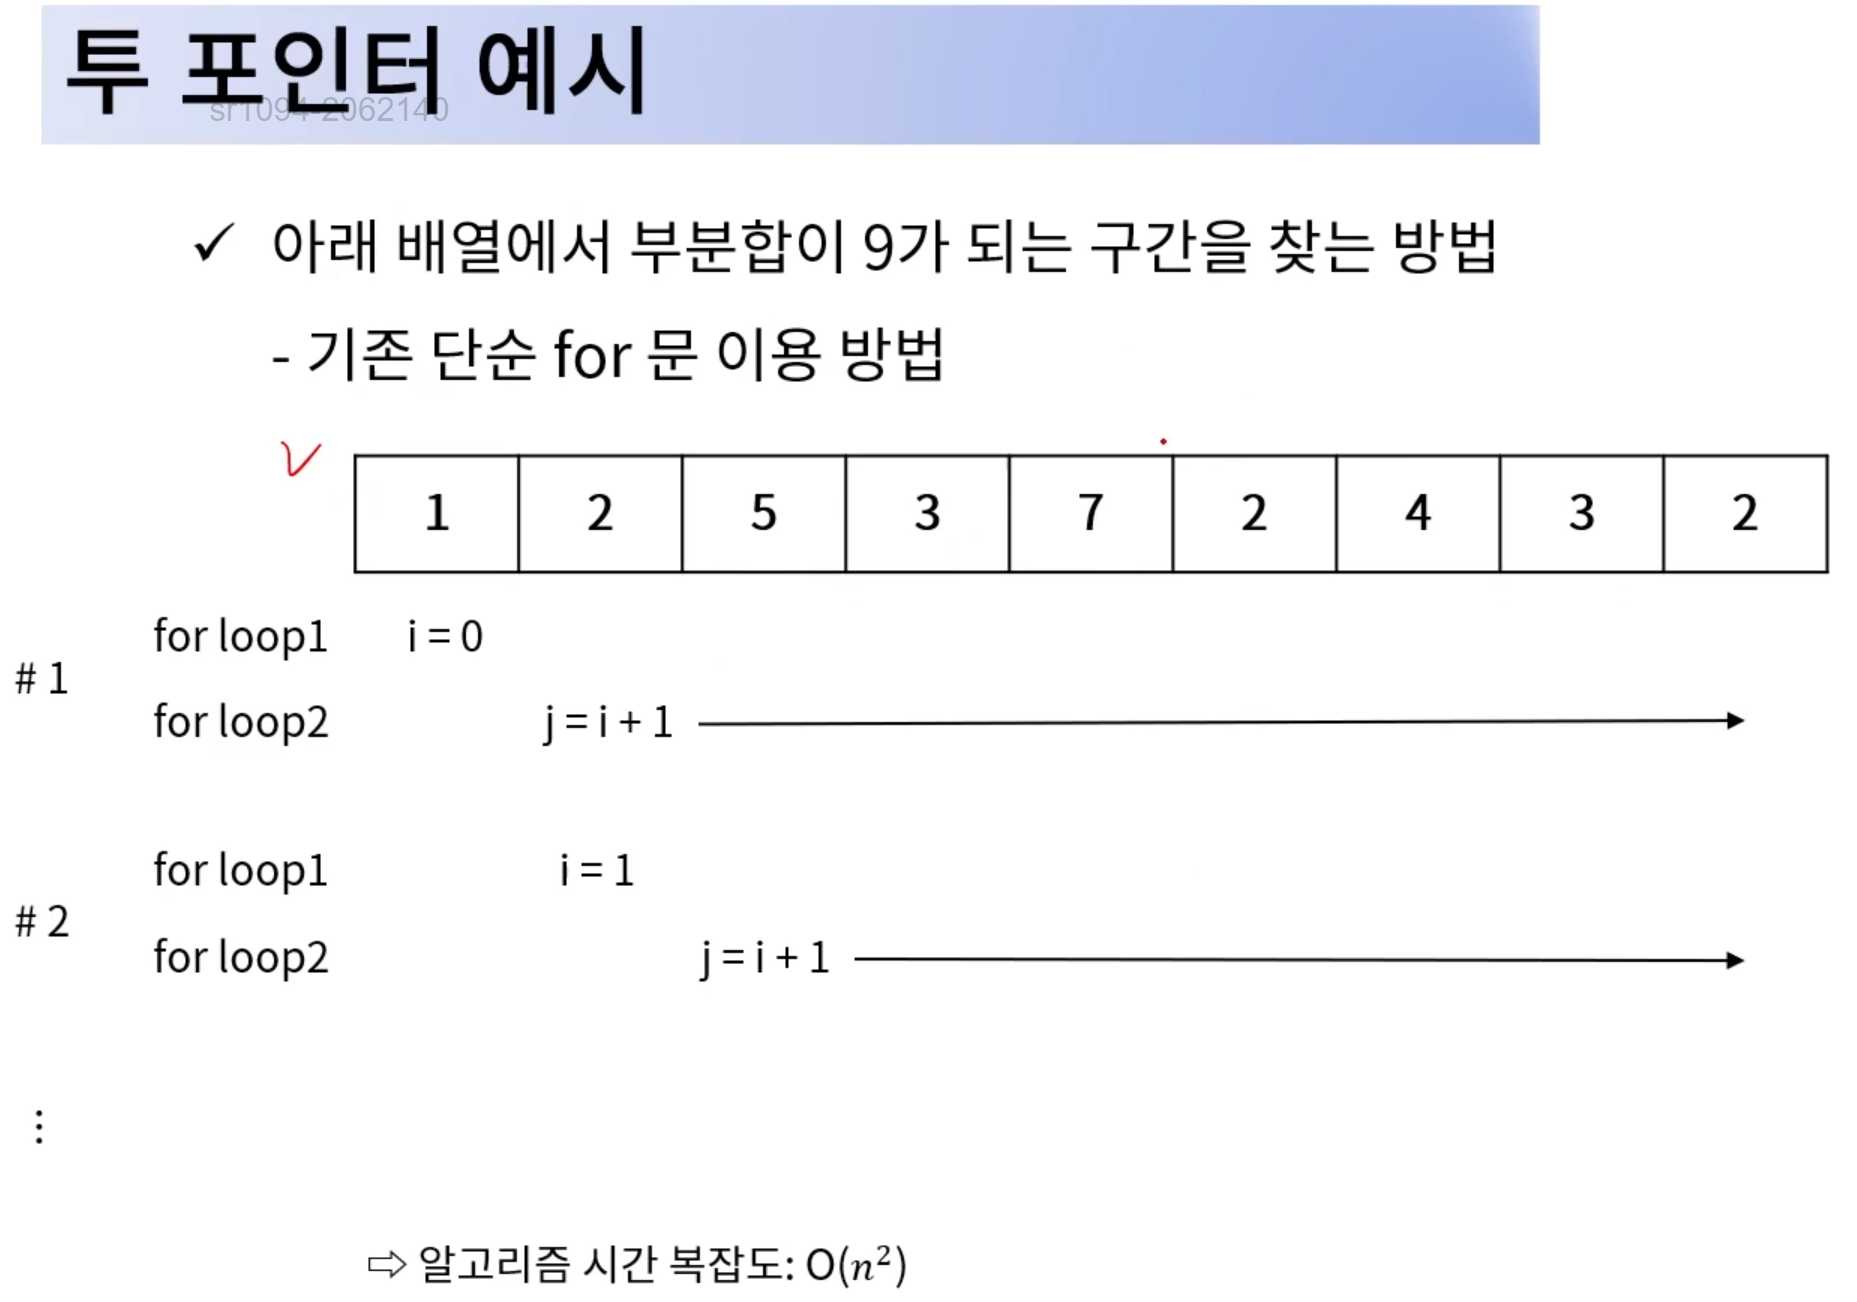 투 포인터 예시
sr1094-2062140
✓ 아래 배열에서 부분합이 9가 되는 구간을 찾는 방법
- 기존 단순 for 문 이용 방법
1 2 5 3 7 2 4 3 2
# 1
for loop1 i = 0
for loop2 j = i + 1
# 2
for loop1 i = 1
for loop2 j = i + 1
⋮
⇨ 알고리즘 시간 복잡도: O(n²)